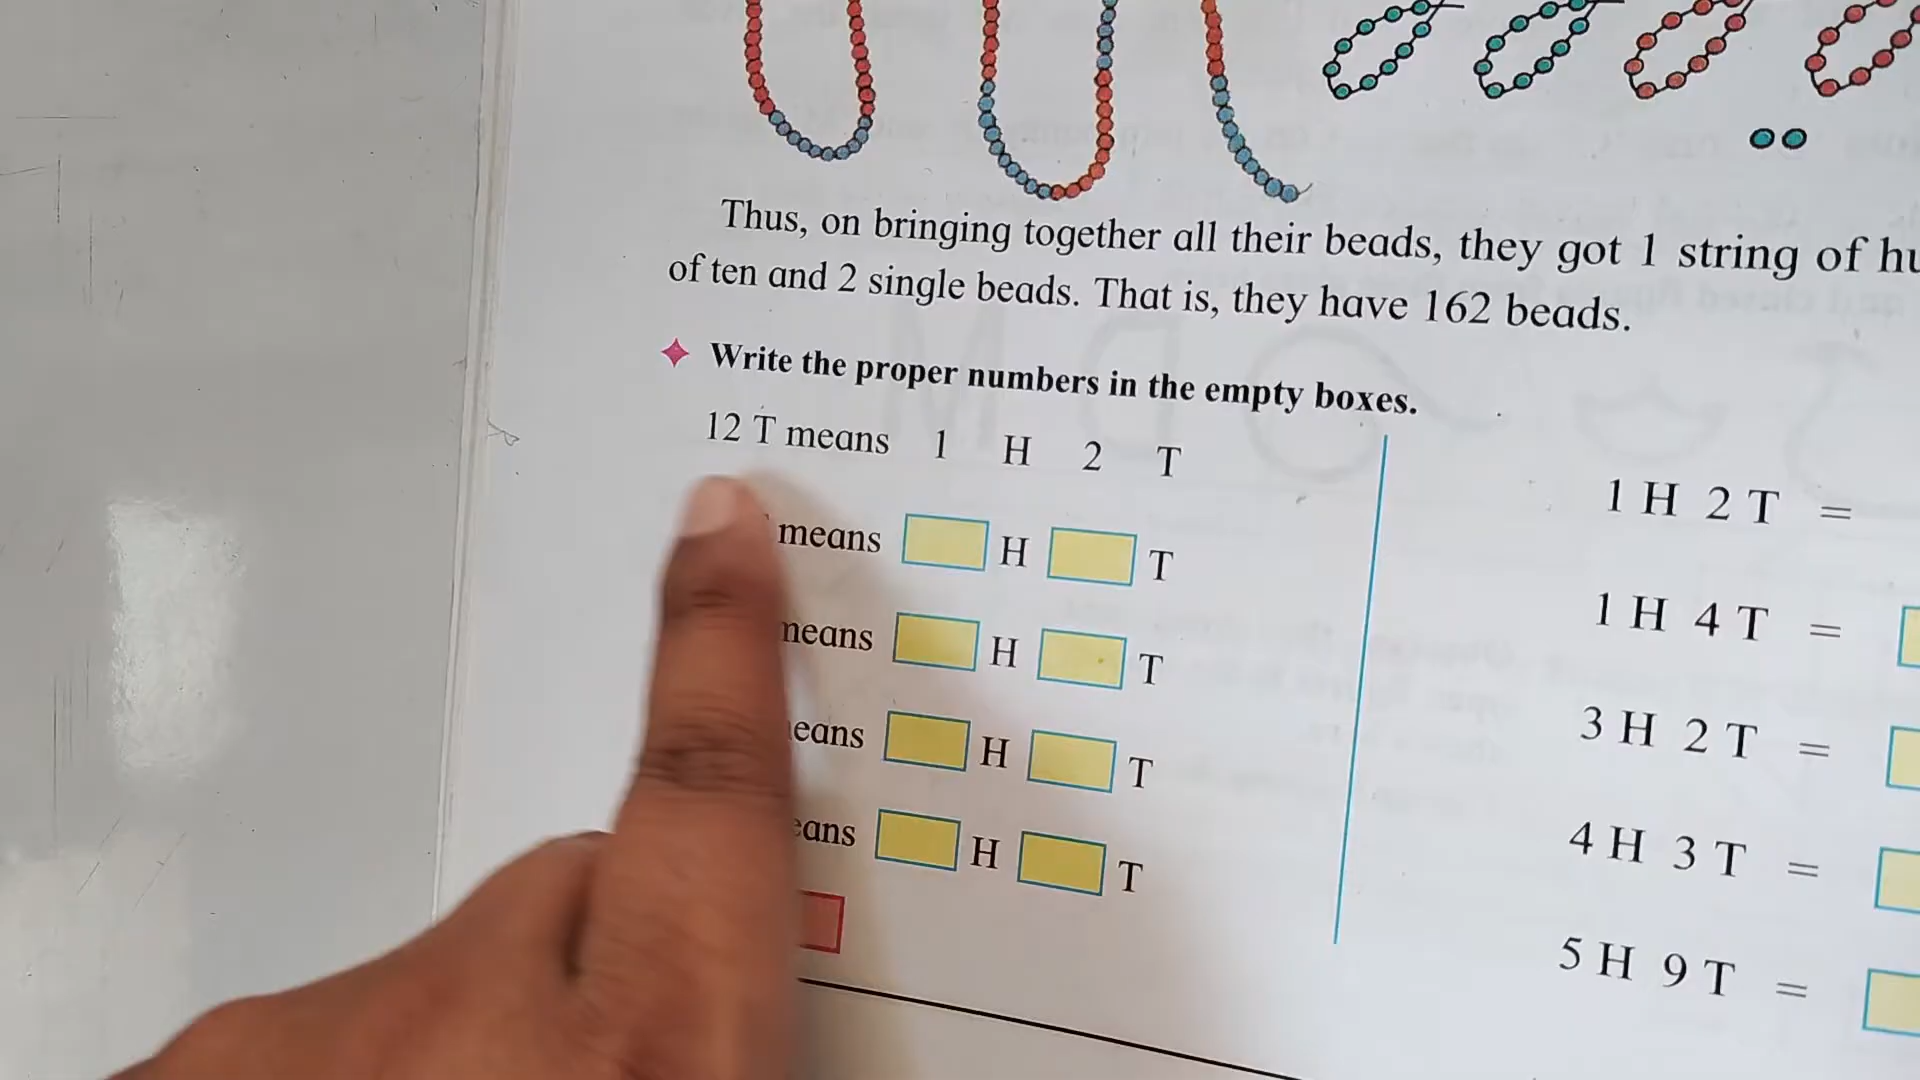 Thus, on bringing together all their beads, they got 1 string of
of ten and 2 single beads. That is, they have 162 beads.
Write the proper numbers in the empty boxes.
12 T means 1 H 2 T
means H T
means H T
H T
H T
1 H 2 T =
1 H 4 T =
3 H 2 T =
4 H 3 T =
5 H 9 T =